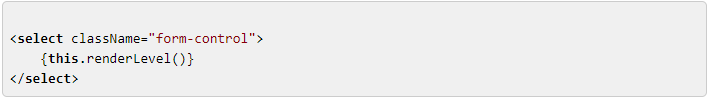 <select className="form-control">
    {this.renderLevel()}
</select>